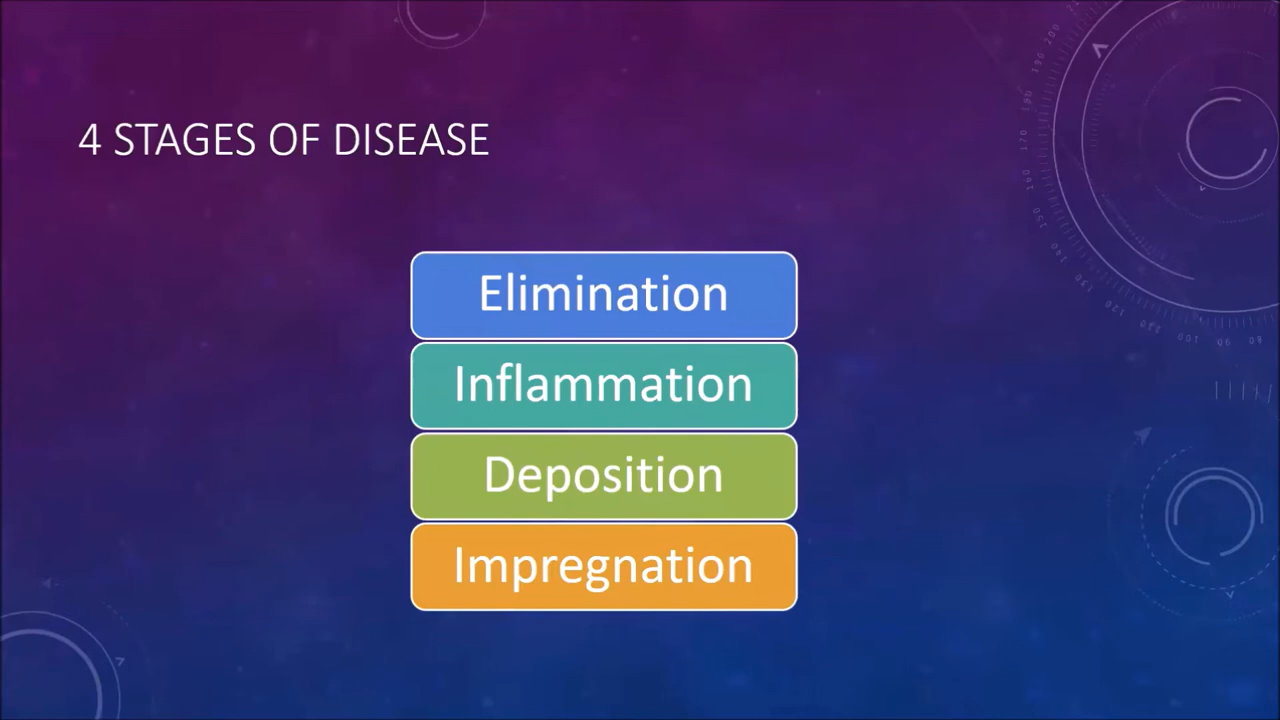 4 STAGES OF DISEASE
Elimination
Inflammation
Deposition
Impregnation